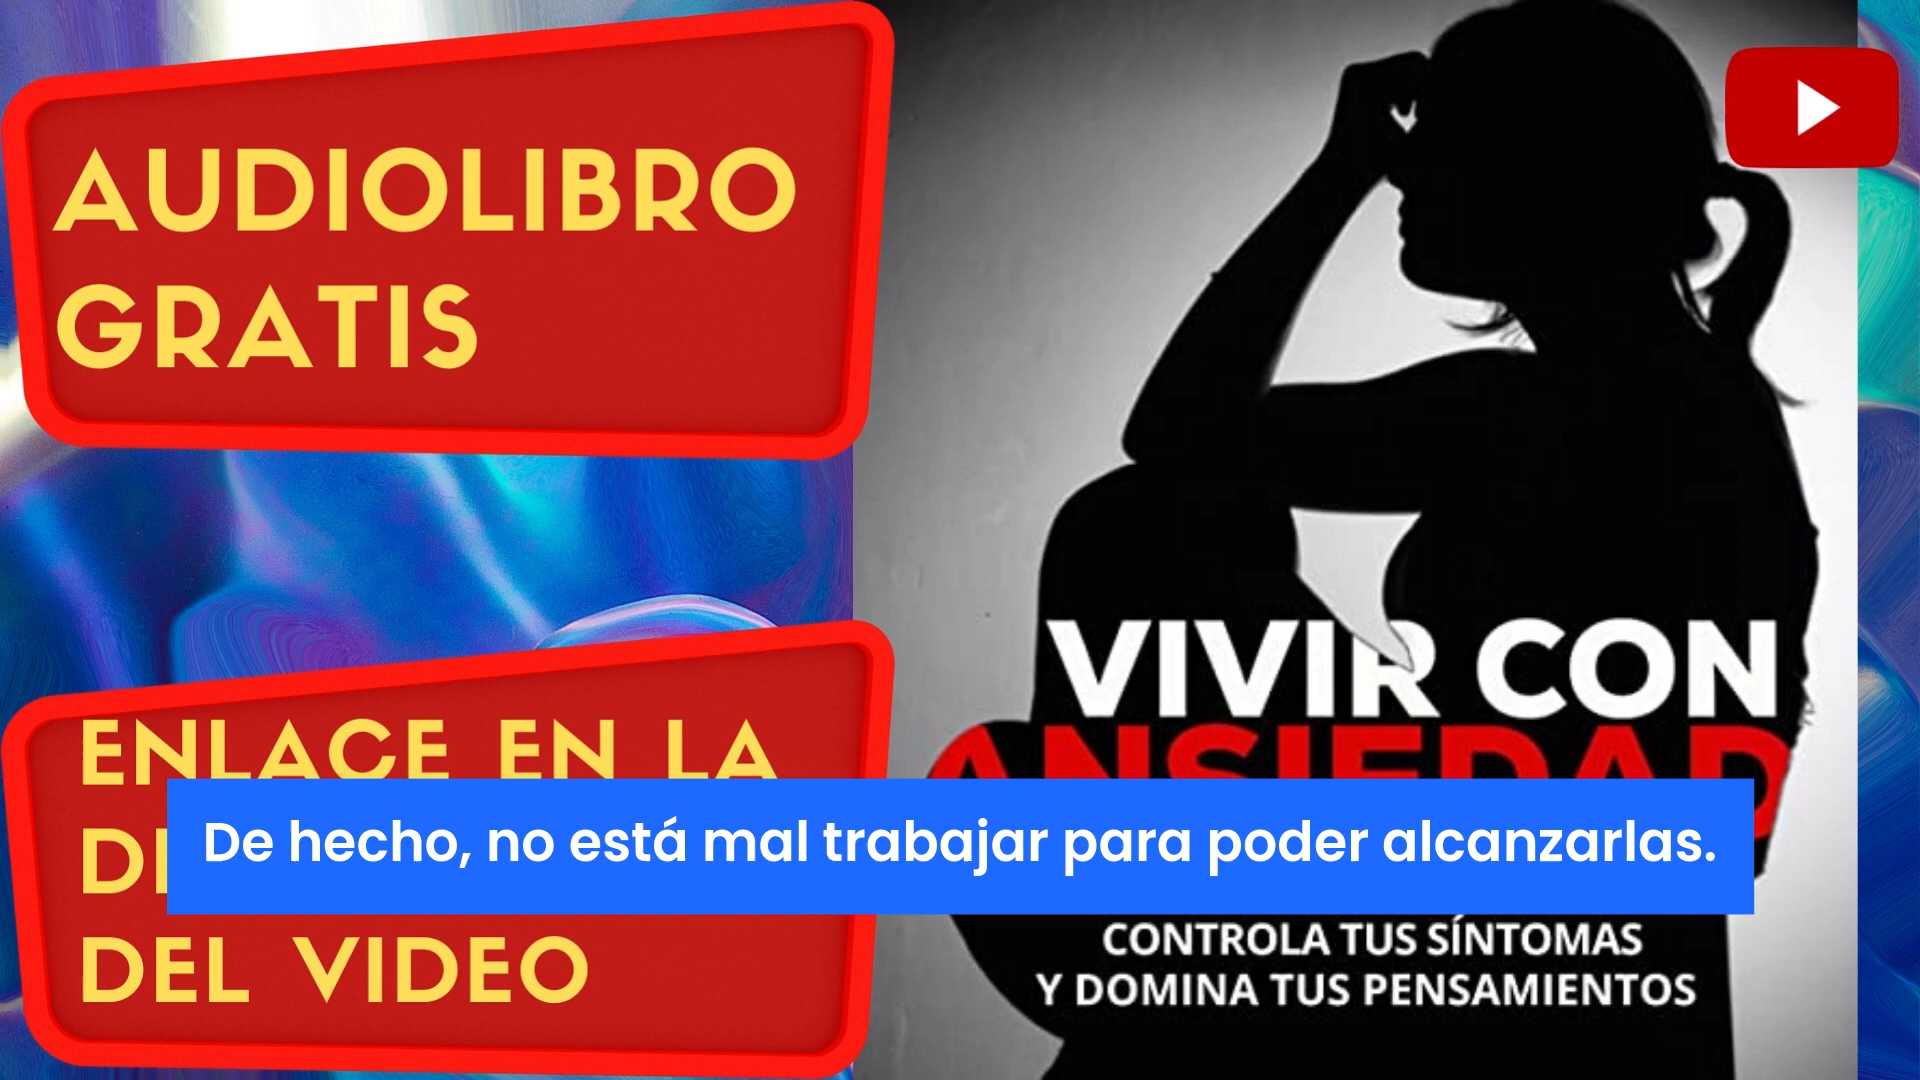 AUDIOLIBRO
GRATIS
VIVIR CON
ANSIEDAD
ENLACE EN LA
De hecho, no está mal trabajar para poder alcanzarlas.
DEL VIDEO
CONTROLA TUS SÍNTOMAS
Y DOMINA TUS PENSAMIENTOS